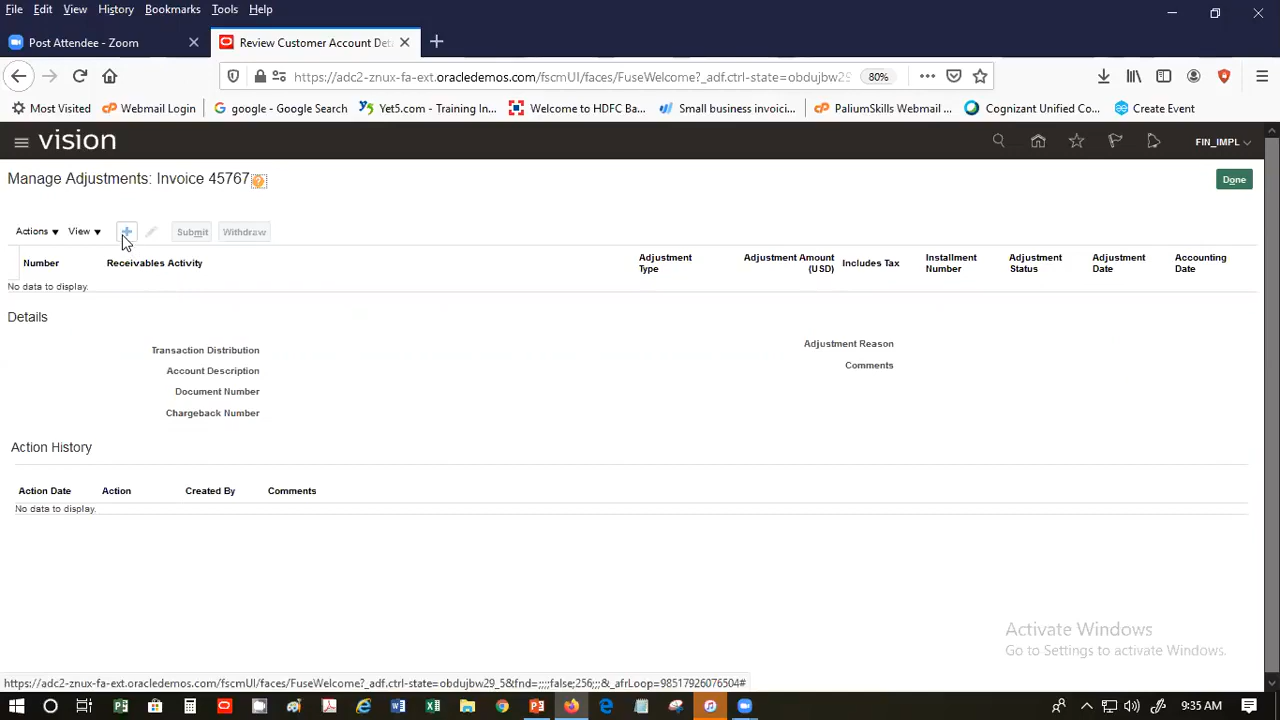 File Edit View History Bookmarks Tools Help
Post Attendee - Zoom
Review Customer Account Det
https://adc2-znux-fa-ext.oracledemos.com/fscmUI/faces/FuseWelcome?_adf.ctrl-state=obdujbw29 80%
Most Visited Webmail Login google - Google Search Yet5.com - Training In... Welcome to HDFC Ba... Small business invoici... PaliumSkills Webmail ... Cognizant Unified Co... Create Event
vision FIN_IMPL
Manage Adjustments: Invoice 45767 Done
Actions View Submit Withdraw
Number Receivables Activity Adjustment Type Adjustment Amount (USD) Includes Tax Installment Number Adjustment Status Adjustment Date Accounting Date
No data to display.
Details
Transaction Distribution Adjustment Reason
Account Description Comments
Document Number
Chargeback Number
Action History
Action Date Action Created By Comments
No data to display.
Activate Windows
Go to Settings to activate Windows.
https://adc2-znux-fa-ext.oracledemos.com/fscmUI/faces/FuseWelcome?_adf.ctrl-state=obdujbw29_5&fnd=;;;;false;256;;;&_afrLoop=98517926076504#
9:35 AM